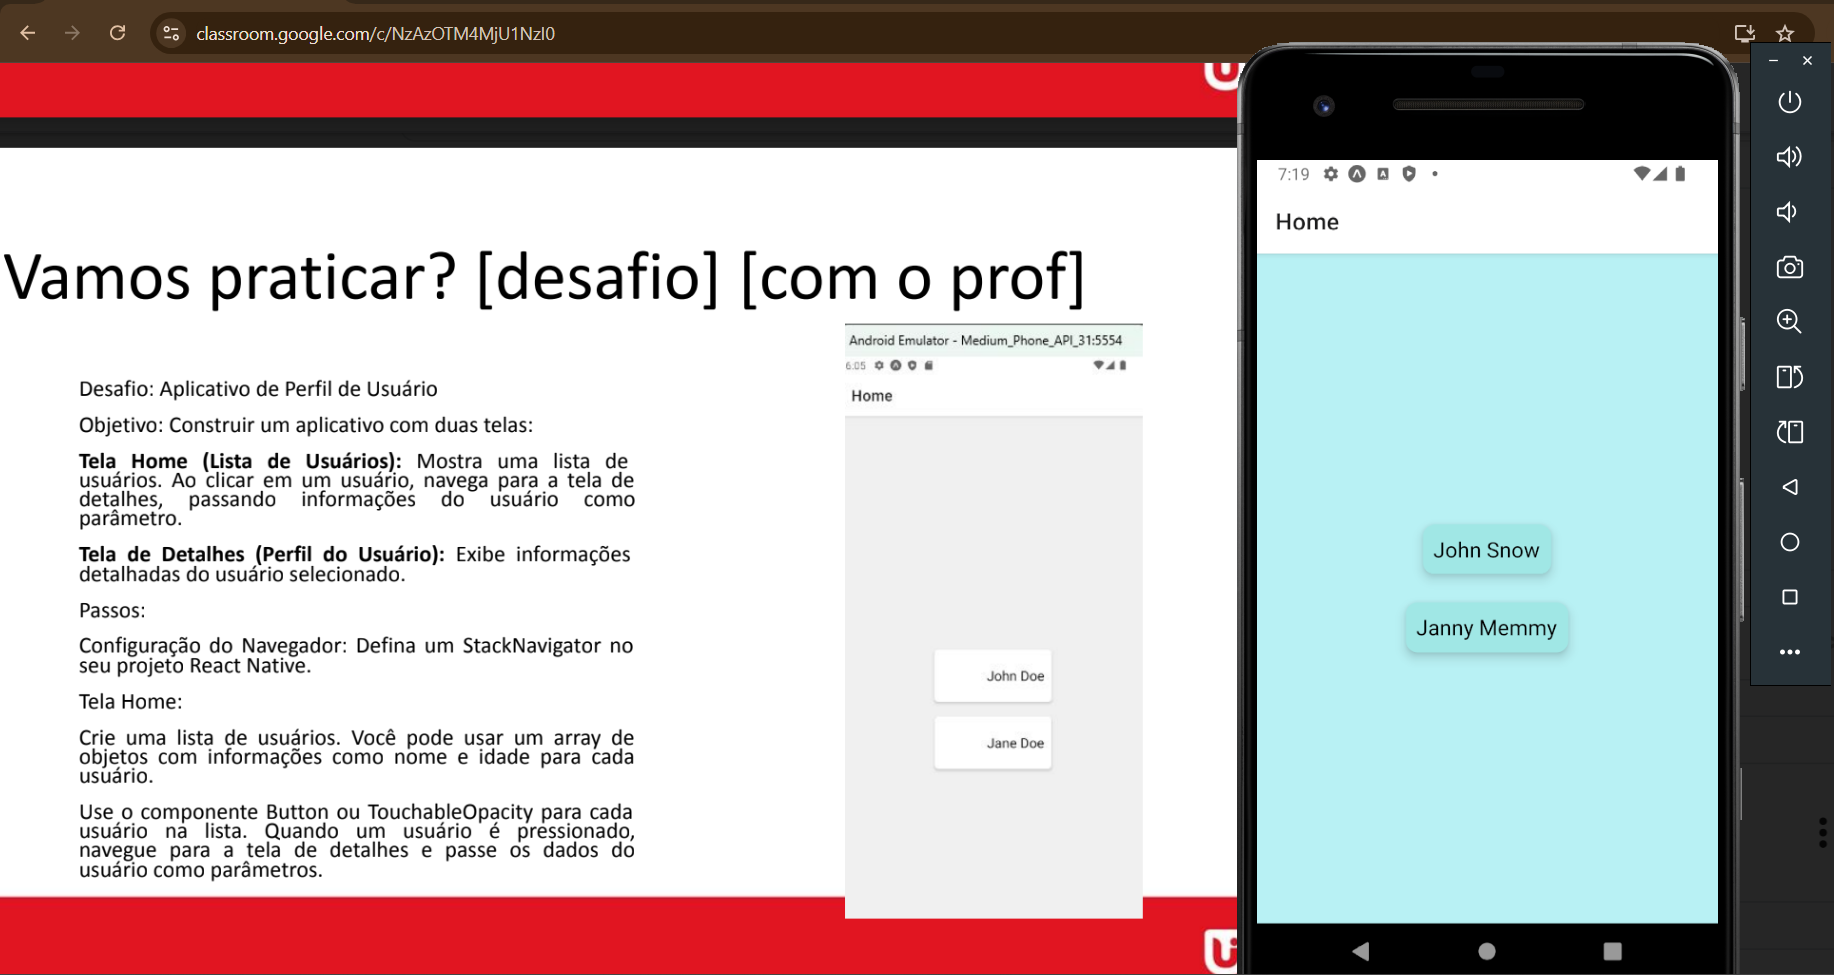 classroom.google.com/c/NzAzOTM4MjU1NzI0
Vamos praticar? [desafio] [com o prof]
Desafio: Aplicativo de Perfil de Usuário
Objetivo: Construir um aplicativo com duas telas:
Tela Home (Lista de Usuários): Mostra uma lista de
usuários. Ao clicar em um usuário, navega para a tela de
detalhes, passando informações do usuário como
parâmetro.
Tela de Detalhes (Perfil do Usuário): Exibe informações
detalhadas do usuário selecionado.
Passos:
Configuração do Navegador: Defina um StackNavigator no
seu projeto React Native.
Tela Home:
Crie uma lista de usuários. Você pode usar um array de
objetos com informações como nome e idade para cada
usuário.
Use o componente Button ou TouchableOpacity para cada
usuário na lista. Quando um usuário é pressionado,
navegue para a tela de detalhes e passe os dados do
usuário como parâmetros.
Android Emulator - Medium_Phone_API_31:5554
6:05
Home
John Doe
Jane Doe
7:19
Home
John Snow
Janny Memmy